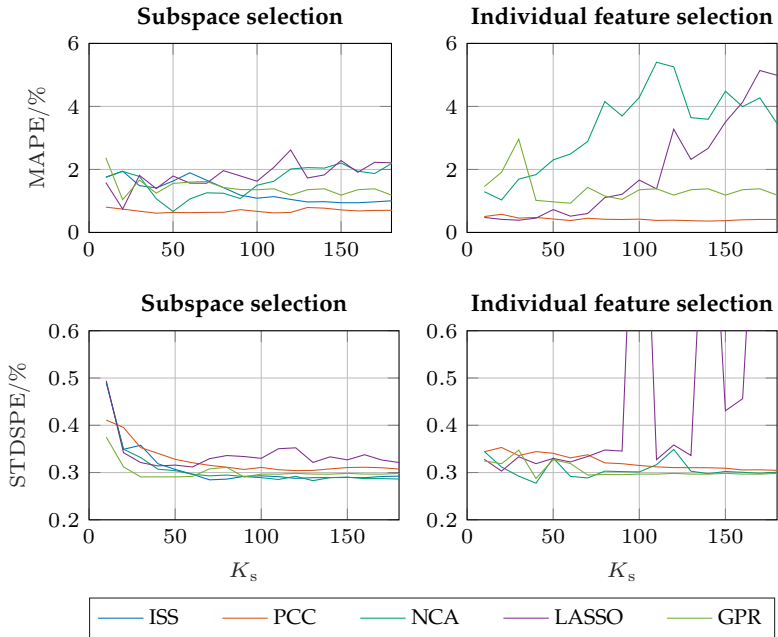 Subspace selection
Individual feature selection
MAPE/%
6
4
2
0
0 50 100 150
6
4
2
0
0 50 100 150
Subspace selection
Individual feature selection
STDSPE/%
0.6
0.5
0.4
0.3
0.2
0 50 100 150
K_s
0.6
0.5
0.4
0.3
0.2
0 50 100 150
K_s
ISS PCC NCA LASSO GPR